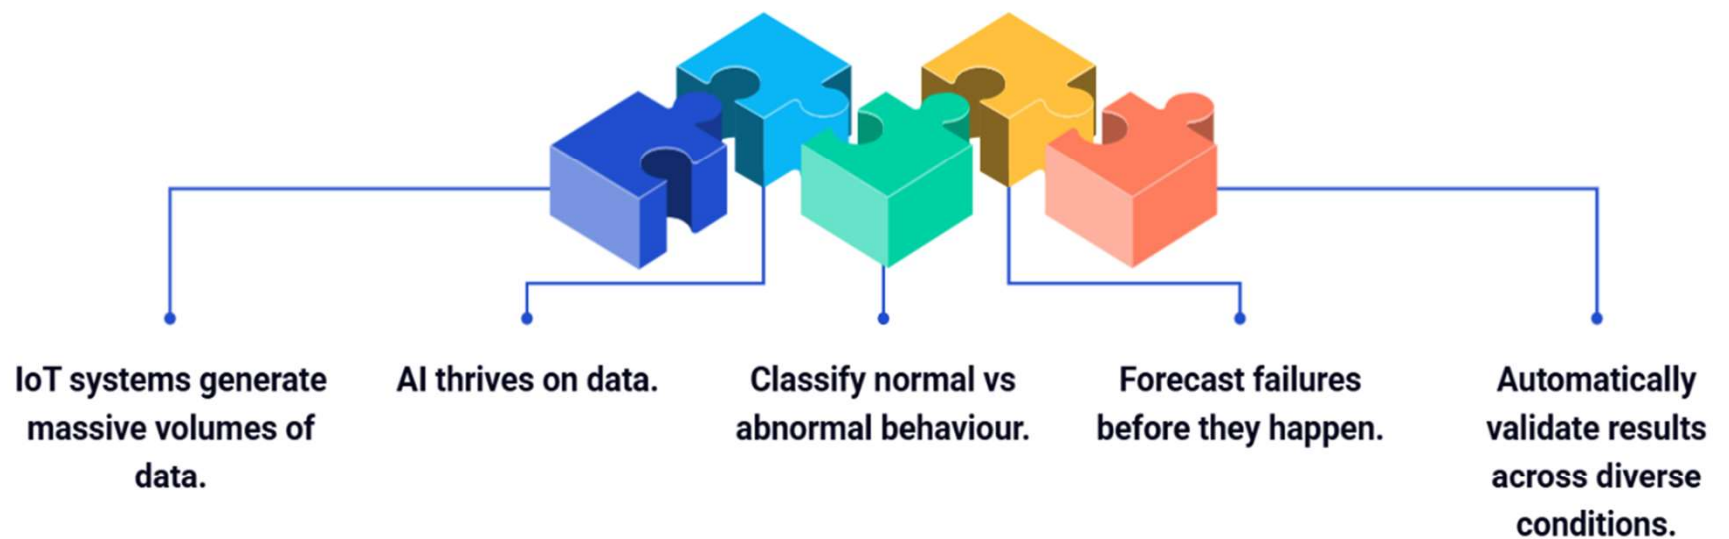 IoT systems generate
massive volumes of
data.
AI thrives on data.
Classify normal vs
abnormal behaviour.
Forecast failures
before they happen.
Automatically
validate results
across diverse
conditions.